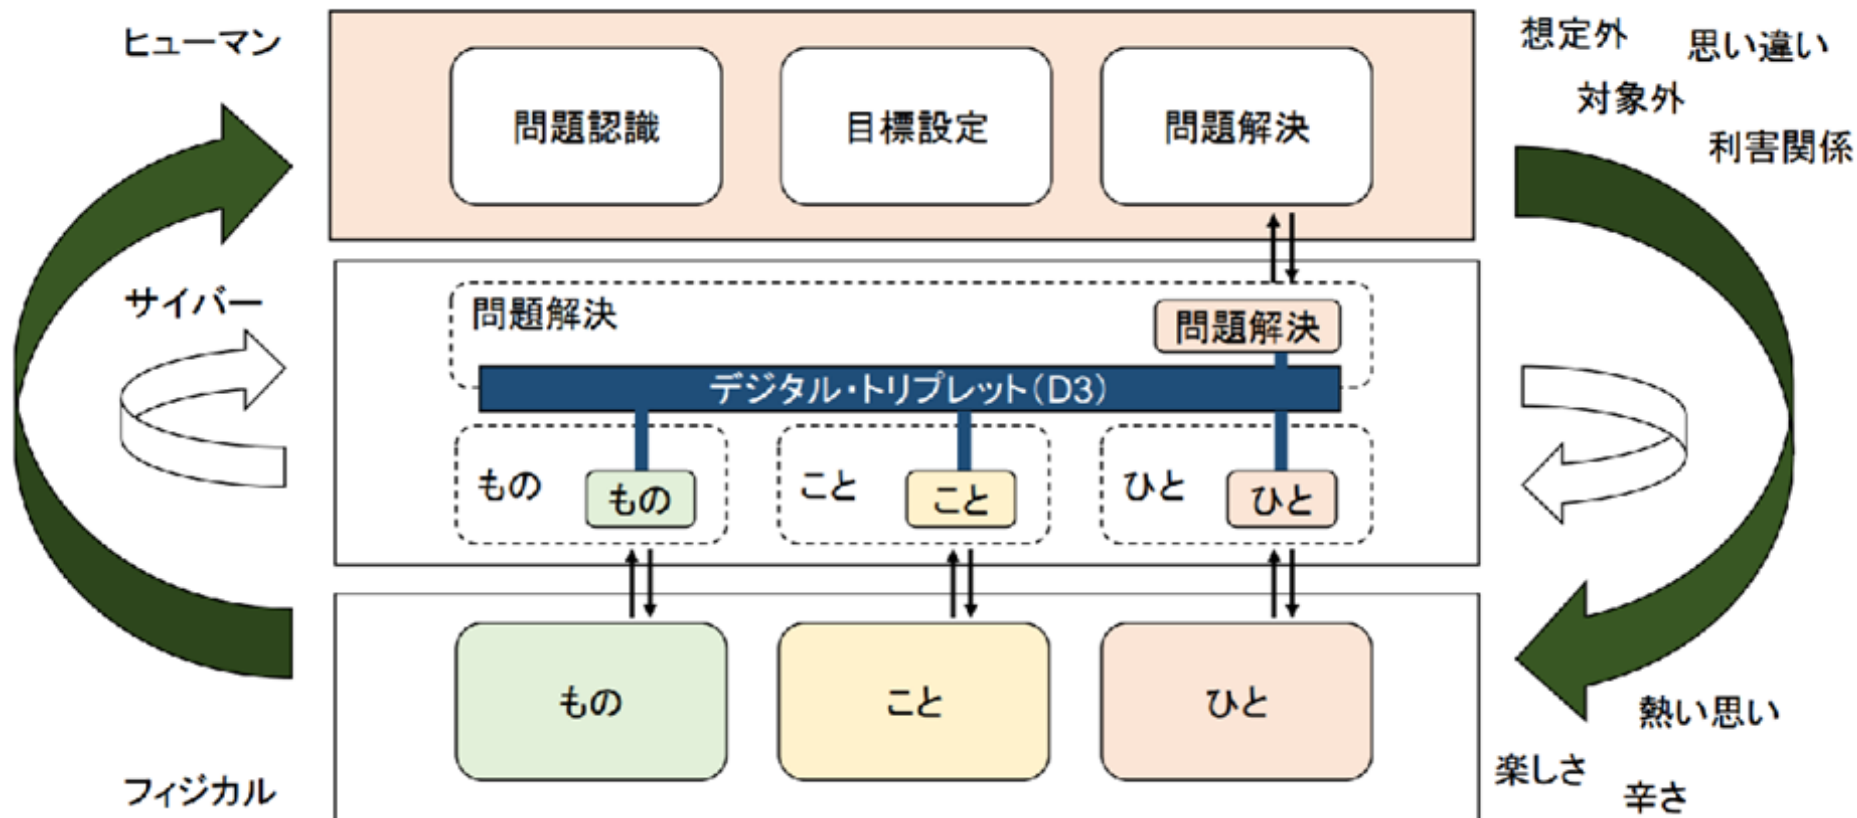 ヒューマン
想定外
思い違い
対象外
利害関係
問題認識
目標設定
問題解決
サイバー
問題解決
問題解決
デジタル・トリプレット(D3)
もの
もの
こと
こと
ひと
ひと
もの
こと
ひと
フィジカル
熱い思い
楽しさ
辛さ